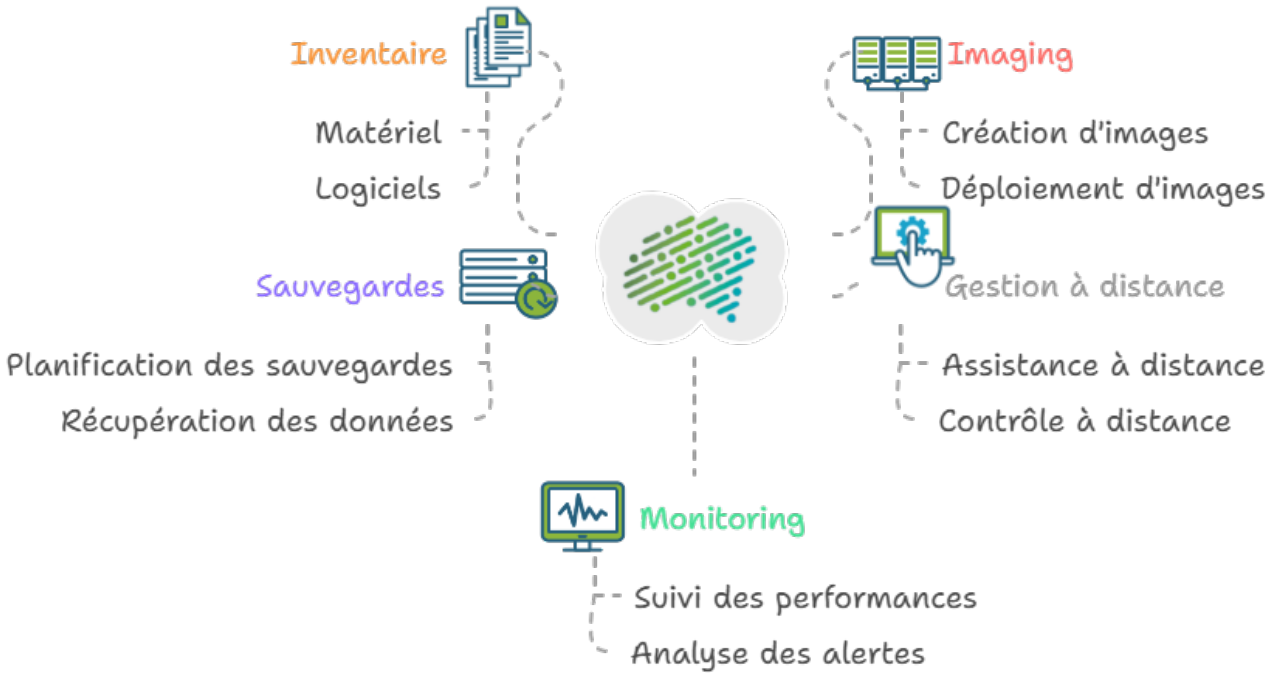 Inventaire
Matériel
Logiciels
Imaging
Création d'images
Déploiement d'images
Sauvegardes
Planification des sauvegardes
Récupération des données
Gestion à distance
Assistance à distance
Contrôle à distance
Monitoring
Suivi des performances
Analyse des alertes